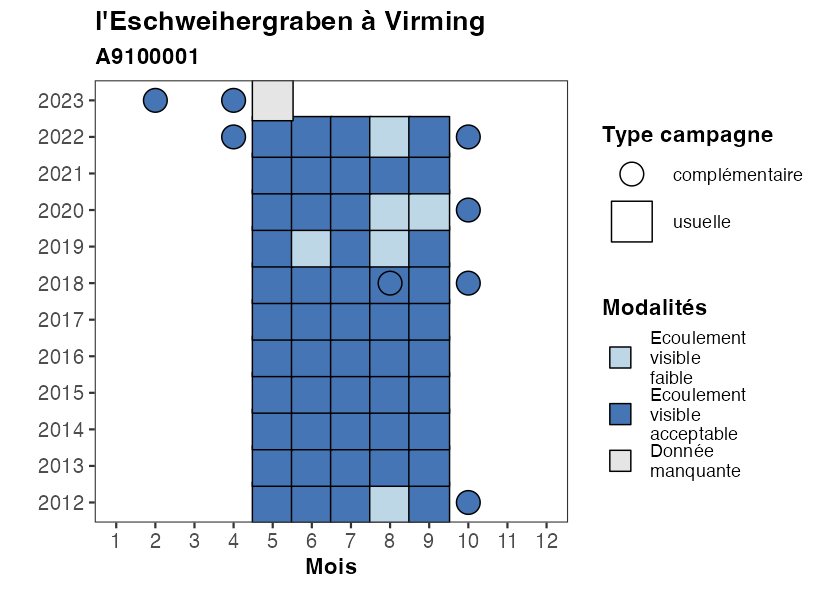 l'Eschweihergraben à Virming
A9100001
2023
2022
2021
2020
2019
2018
2017
2016
2015
2014
2013
2012
1 2 3 4 5 6 7 8 9 10 11 12
Mois
Type campagne
complémentaire
usuelle
Modalités
Ecoulement
visible
faible
Ecoulement
visible
acceptable
Donnée
manquante